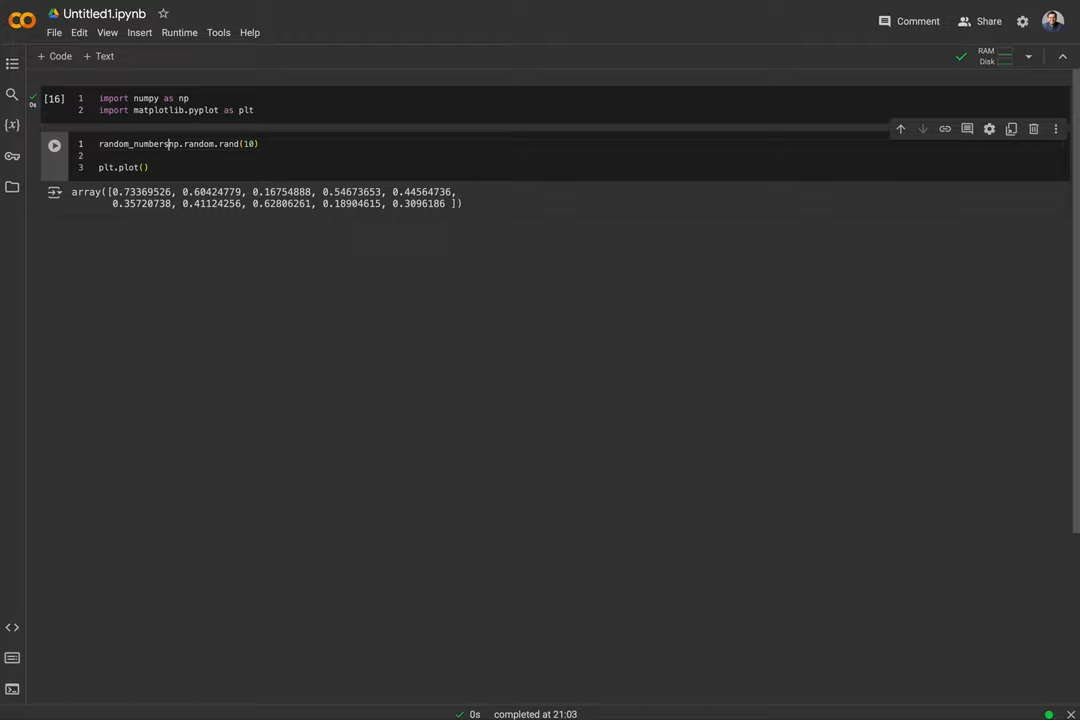 Untitled1.ipynb
Comment
Share
File Edit View Insert Runtime Tools Help
+ Code + Text
RAM
Disk
0s
[16]
1 import numpy as np
2 import matplotlib.pyplot as plt
1 random_numbersnp.random.rand(10)
2
3 plt.plot()
array([0.73369526, 0.60424779, 0.16754888, 0.54673653, 0.44564736,
0.35720738, 0.41124256, 0.62806261, 0.18904615, 0.3096186 ])
0s completed at 21:03